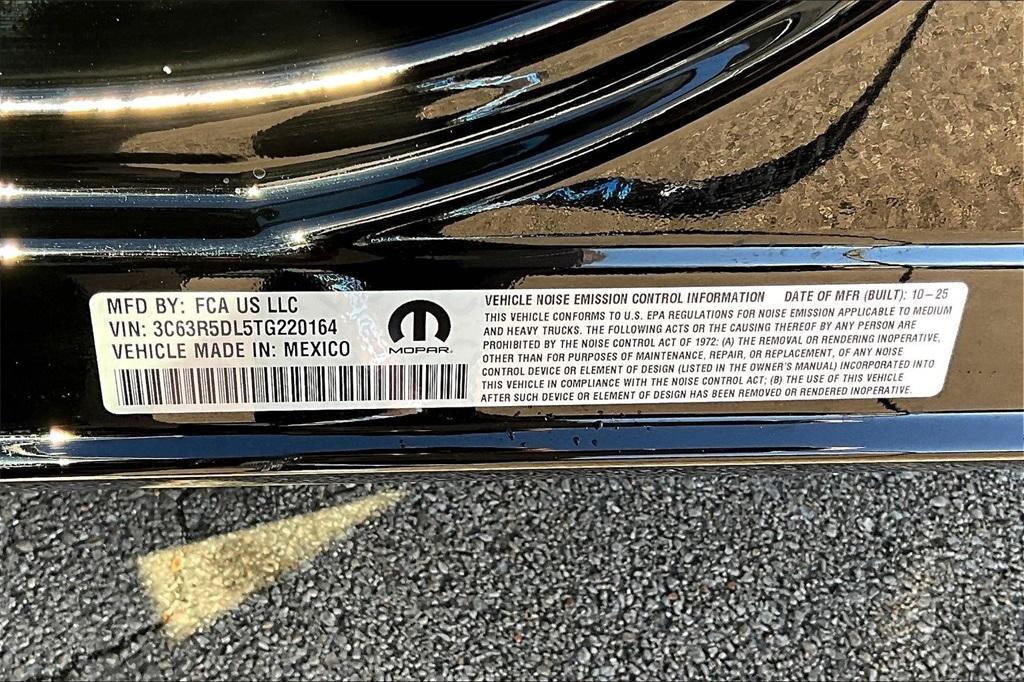 MFD BY: FCA US LLC
VIN: 3C63R5DL5TG220164
VEHICLE MADE IN: MEXICO
MOPAR
VEHICLE NOISE EMISSION CONTROL INFORMATION DATE OF MFR (BUILT): 10-25
THIS VEHICLE CONFORMS TO U.S. EPA REGULATIONS FOR NOISE EMISSION APPLICABLE TO MEDIUM
AND HEAVY TRUCKS. THE FOLLOWING ACTS OR THE CAUSING THEREOF BY ANY PERSON ARE
PROHIBITED BY THE NOISE CONTROL ACT OF 1972: (A) THE REMOVAL OR RENDERING INOPERATIVE,
OTHER THAN FOR PURPOSES OF MAINTENANCE, REPAIR, OR REPLACEMENT, OF ANY NOISE
CONTROL DEVICE OR ELEMENT OF DESIGN (LISTED IN THE OWNER'S MANUAL) INCORPORATED INTO
THIS VEHICLE IN COMPLIANCE WITH THE NOISE CONTROL ACT; (B) THE USE OF THIS VEHICLE
AFTER SUCH DEVICE OR ELEMENT OF DESIGN HAS BEEN REMOVED OR RENDERED INOPERATIVE.